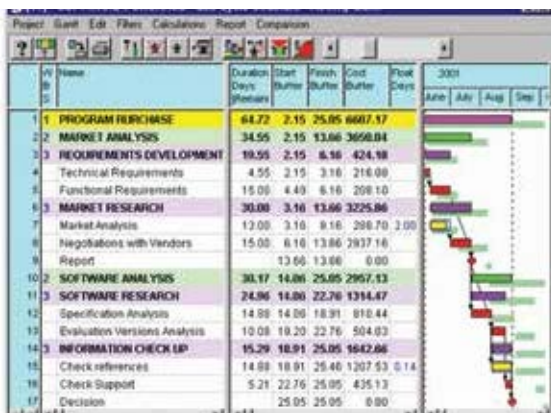 Project Gantt Edit Filters Calculations Report Comparison
W B S Name Duration Days Start Buffer Finish Buffer Cost Buffer Float Days 2001
June July Aug Sep
1 1 PROGRAM PURCHASE 64.72 2.15 25.05 6607.17
2 2 MARKET ANALYSIS 34.55 2.15 13.66 3650.04
3 3 REQUIREMENTS DEVELOPMENT 19.55 2.15 6.16 424.18
4 Technical Requirements 4.55 2.15 3.16 216.08
5 Functional Requirements 15.00 4.49 6.16 208.10
6 3 MARKET RESEARCH 30.00 3.16 13.66 3225.86
7 Market Analysis 13.00 3.16 9.16 288.70 2.00
8 Negotiations with Vendors 15.00 6.16 13.66 2937.16
9 Report 13.66 13.66 0.00
10 2 SOFTWARE ANALYSIS 30.17 14.06 25.05 2957.13
11 3 SOFTWARE RESEARCH 24.96 14.06 22.76 1314.47
12 Specification Analysis 14.88 14.06 18.91 810.44
13 Evaluation Versions Analysis 10.08 19.20 22.76 504.03
14 3 INFORMATION CHECK UP 15.29 18.91 25.05 1642.66
15 Check references 14.88 18.91 25.46 1207.53 0.14
16 Check Support 5.21 22.76 25.05 435.13
17 Decision 25.05 25.05 0.00